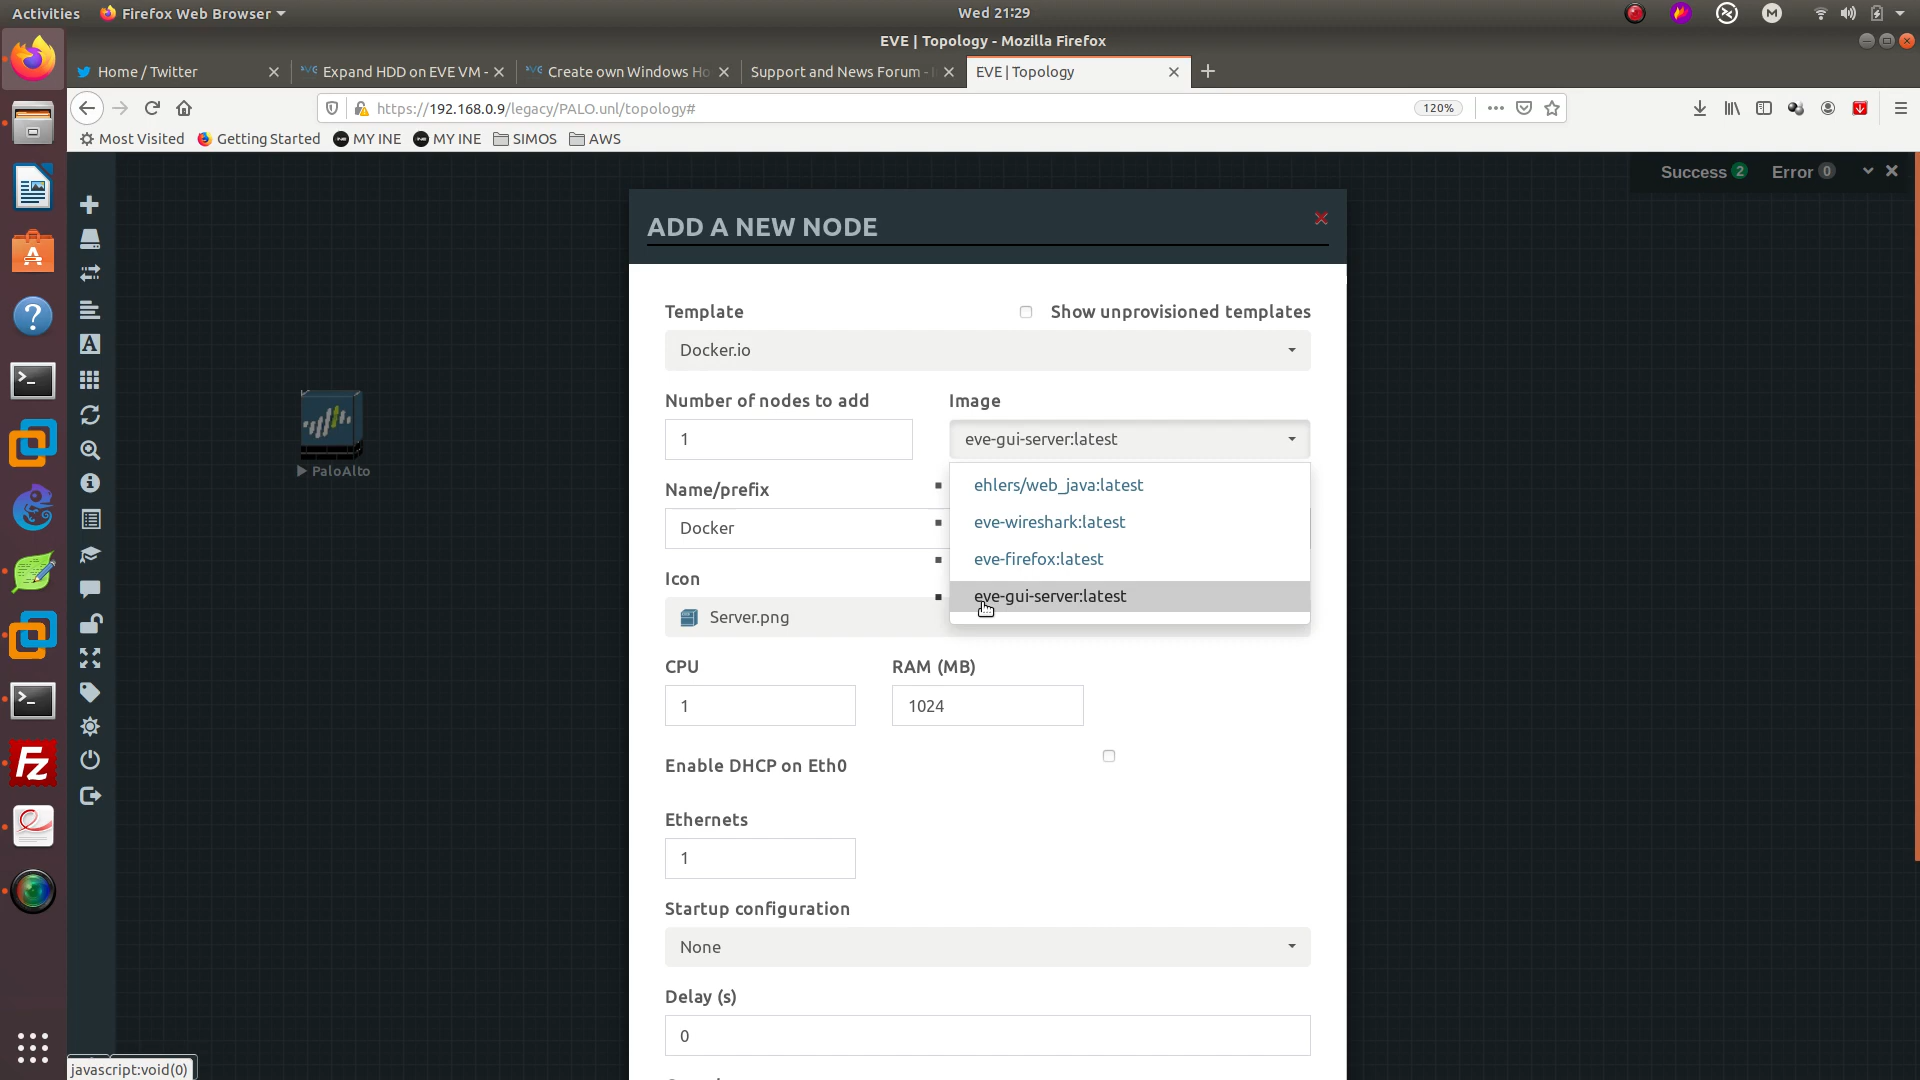 Activities Firefox Web Browser Wed 21:29
EVE | Topology - Mozilla Firefox
Home / Twitter Expand HDD on EVE VM - Create own Windows Ho Support and News Forum - EVE | Topology
https://192.168.0.9/legacy/PALO.unl/topology# 120%
Most Visited Getting Started MY INE MY INE SIMOS AWS
Success 2 Error 0
ADD A NEW NODE
Template Show unprovisioned templates
Docker.io
Number of nodes to add Image
1 eve-gui-server:latest
PaloAlto
ehlers/web_java:latest
Name/prefix
eve-wireshark:latest
Docker
eve-firefox:latest
Icon
eve-gui-server:latest
Server.png
CPU RAM (MB)
1 1024
Enable DHCP on Eth0
Ethernets
1
Startup configuration
None
Delay (s)
0
javascript:void(0)